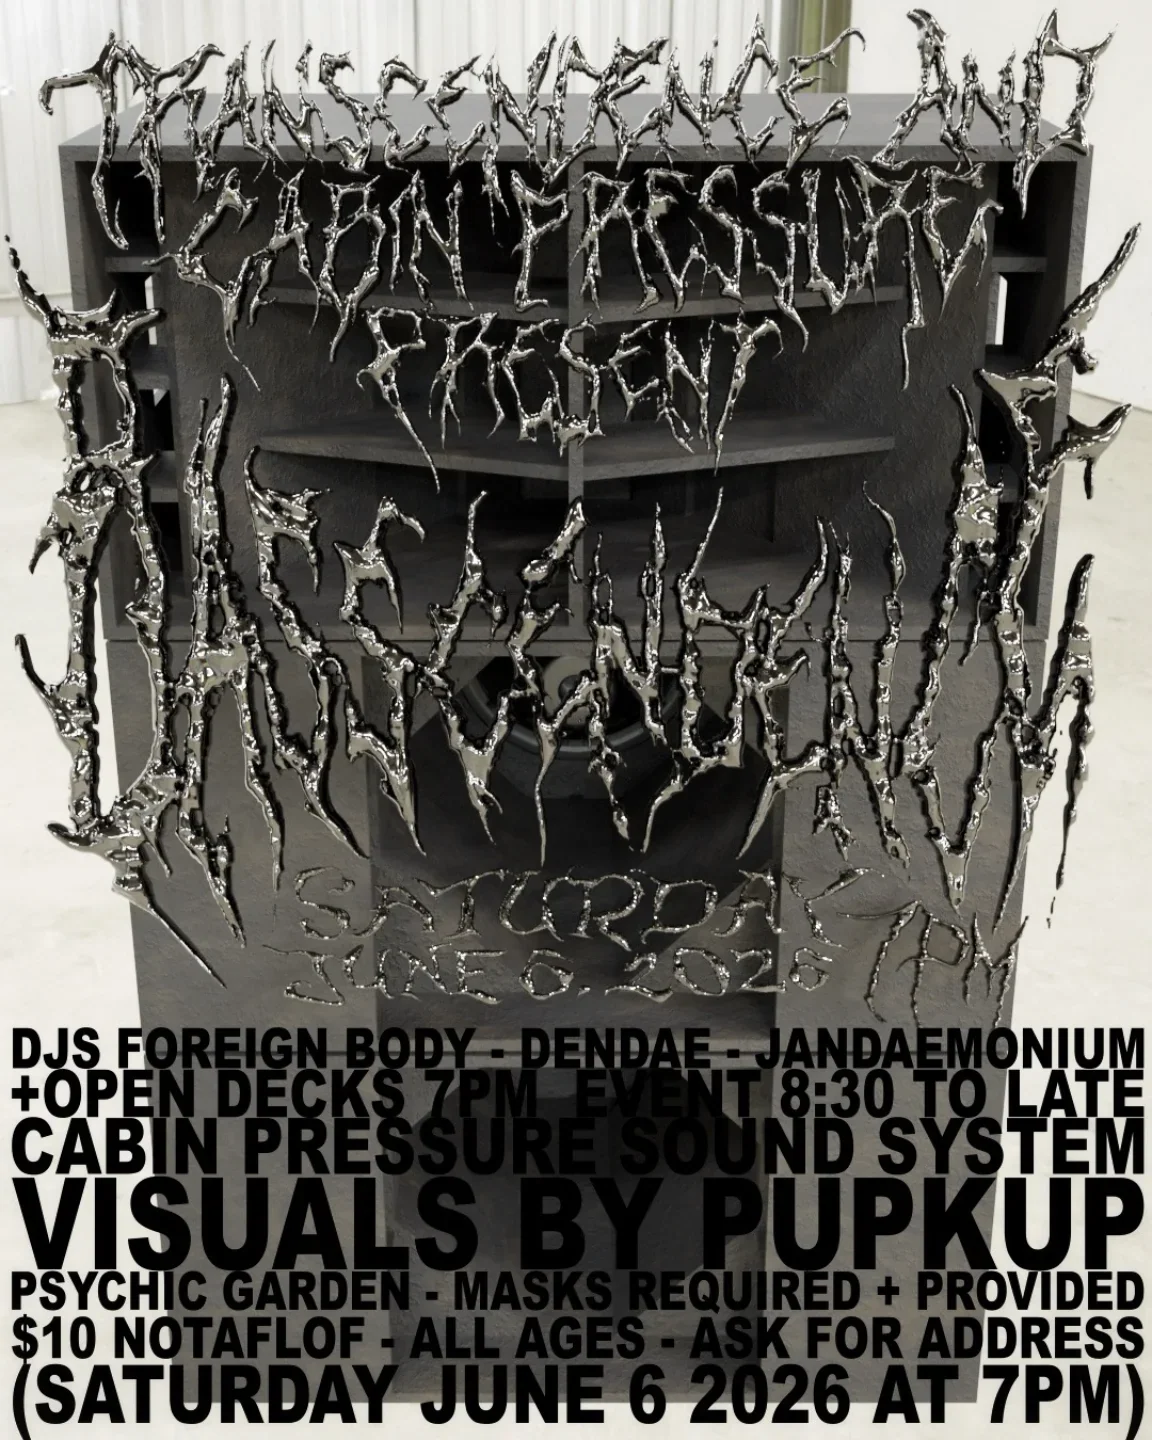 TRANSCENDENCE AND
CABIN PRESSURE
PRESENT
SATURDAY
JUNE 6, 2026 7PM
DJS FOREIGN BODY - DENDAE - JANDAEMONIUM
+OPEN DECKS 7PM EVENT 8:30 TO LATE
CABIN PRESSURE SOUND SYSTEM
VISUALS BY PUPKUP
PSYCHIC GARDEN - MASKS REQUIRED + PROVIDED
$10 NOTAFLOF - ALL AGES - ASK FOR ADDRESS
(SATURDAY JUNE 6 2026 AT 7PM)